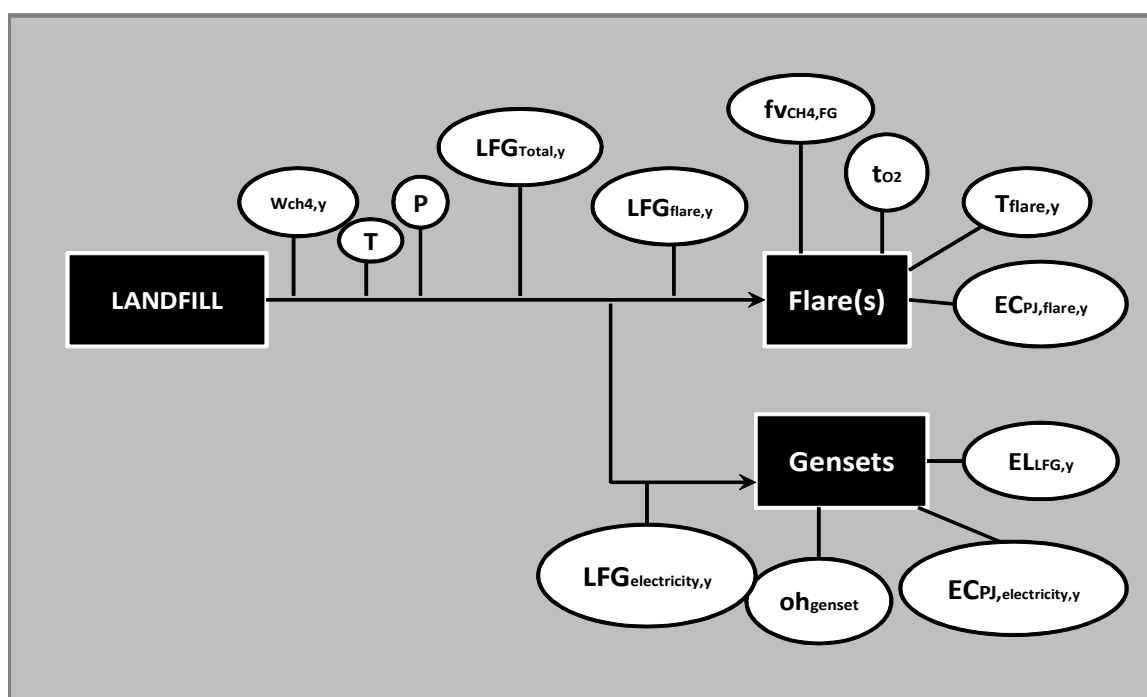 fvCH4,FG
LFGTotal,y
tO2
Wch4,y
P
LFGflare,y
Tflare,y
T
LANDFILL
Flare(s)
ECPJ,flare,y
Gensets
ELLFG,y
LFGelectricity,y
ohgenset
ECPJ,electricity,y